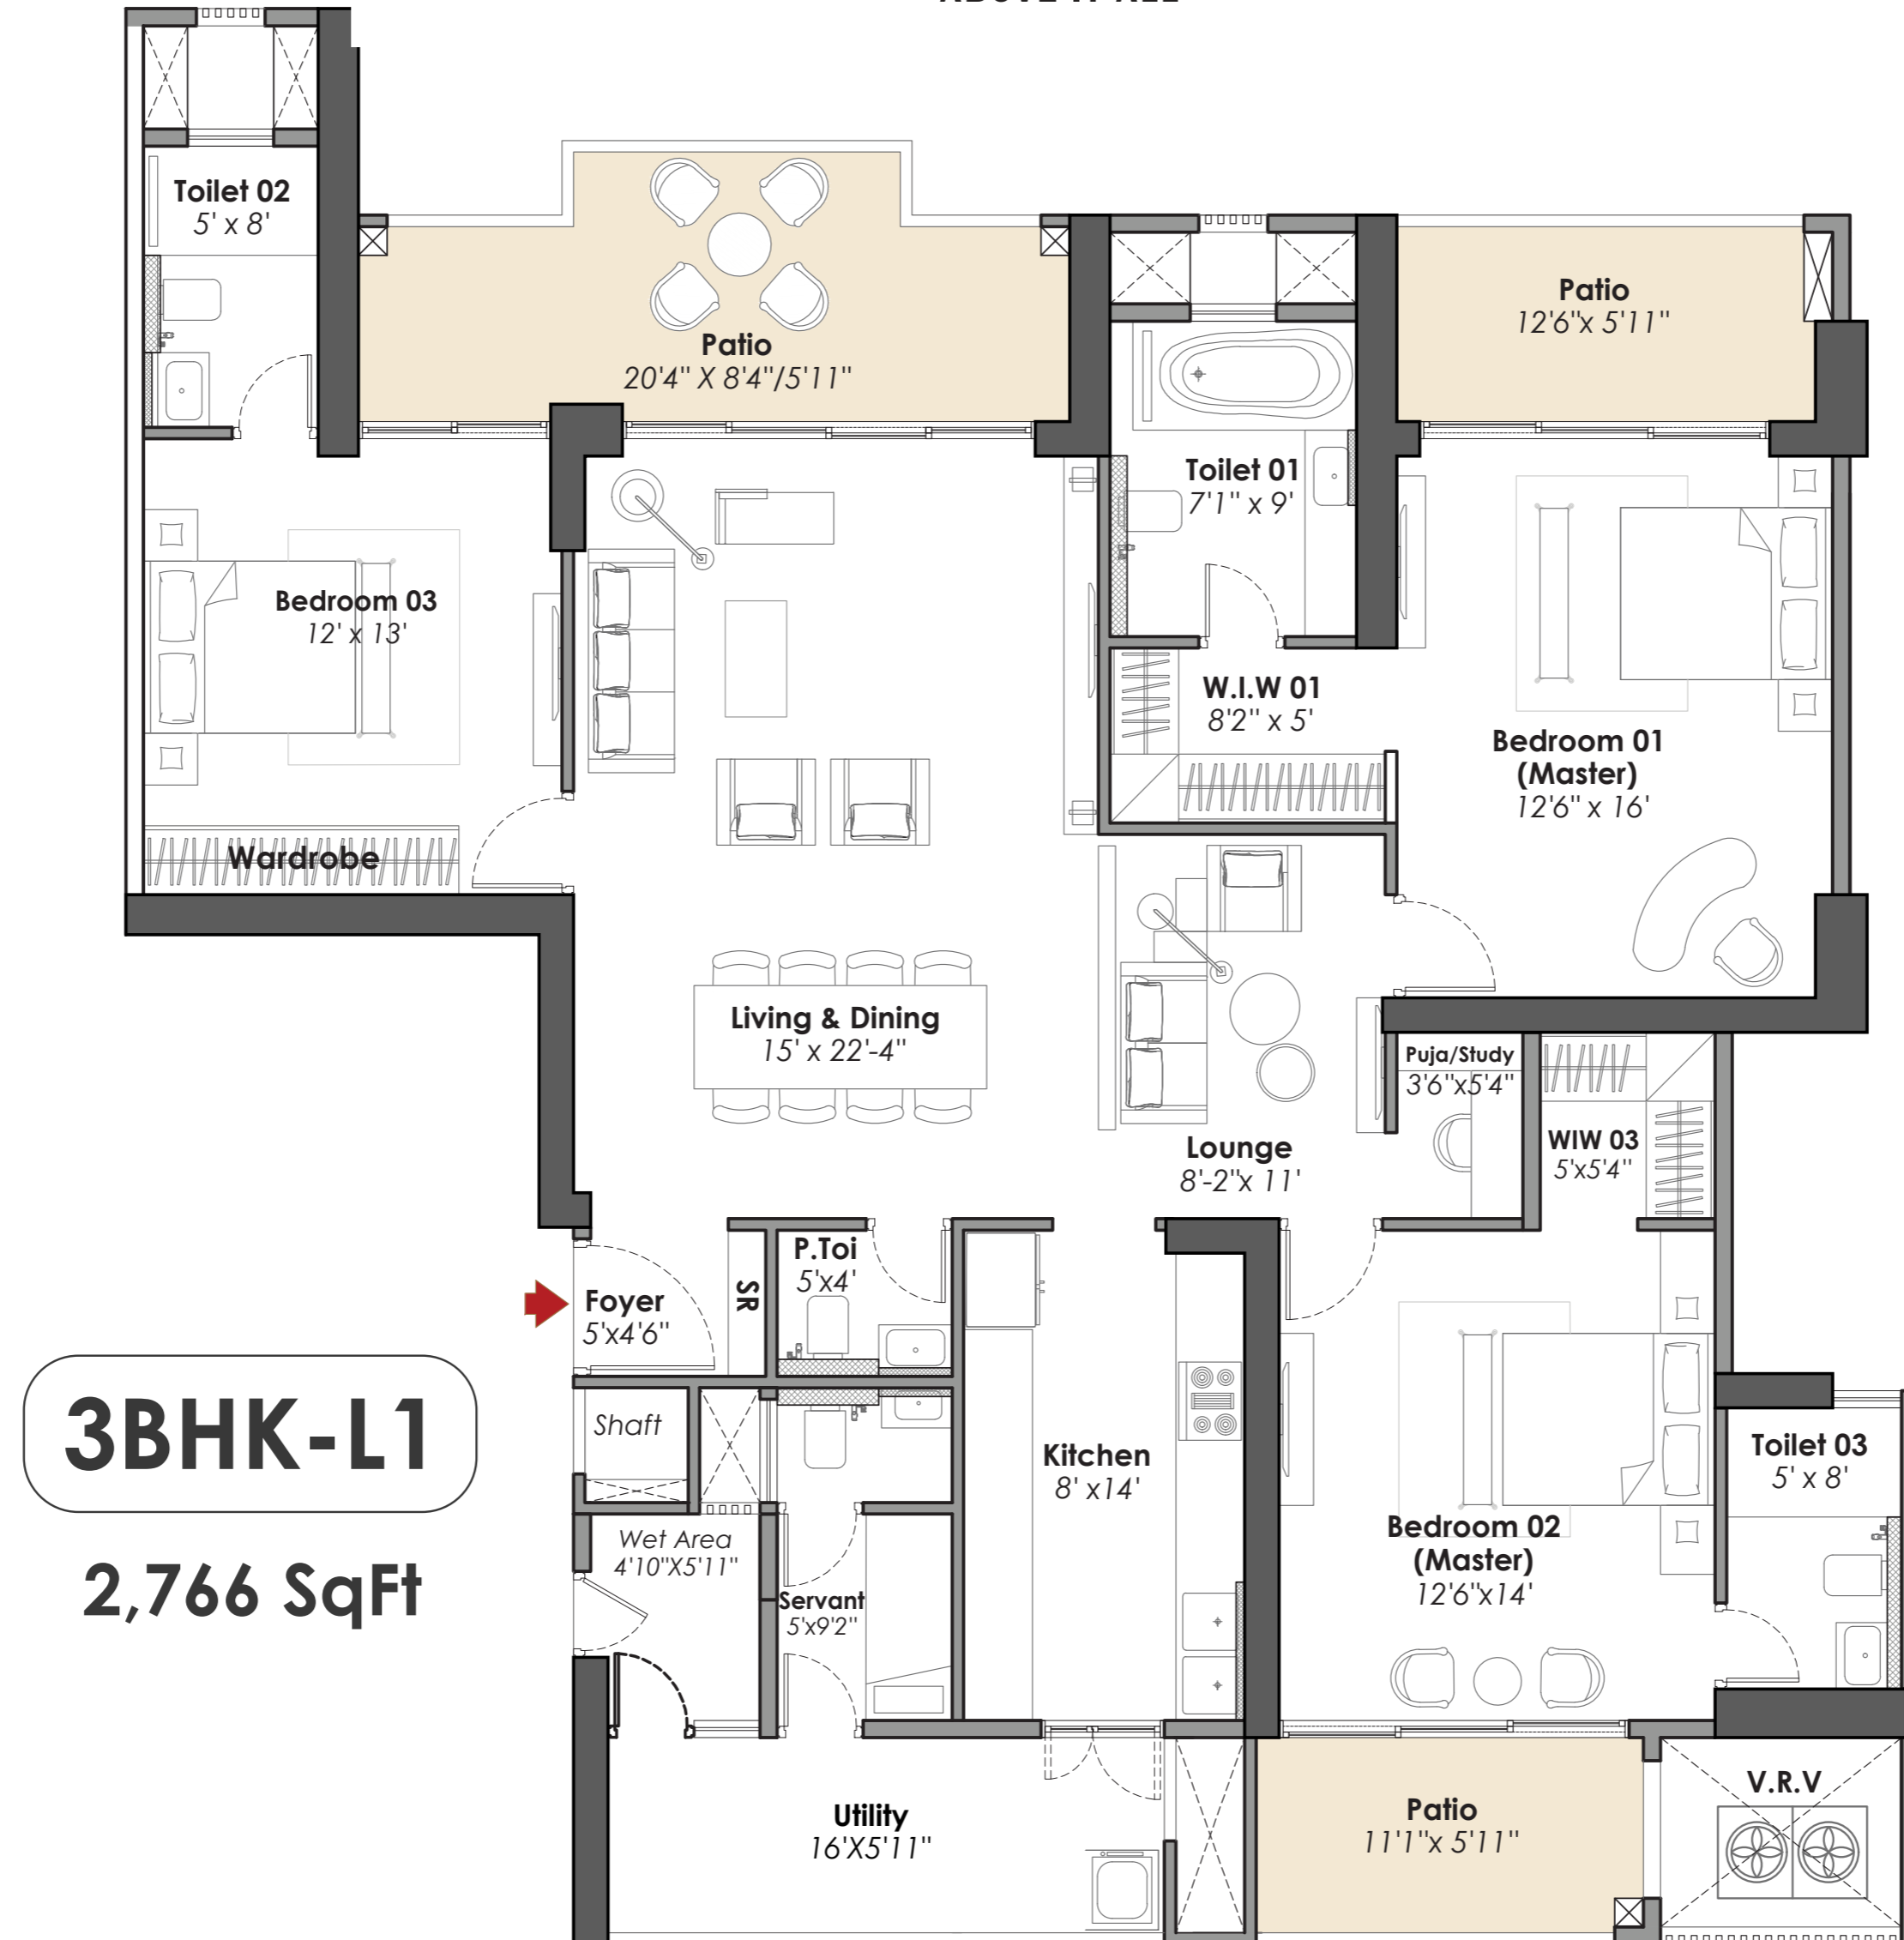 Toilet 02
5' x 8'
Patio
20'4" X 8'4"/5'11"
Patio
12'6"x 5'11"
Toilet 01
7'1" x 9'
Bedroom 03
12' x 13'
W.I.W 01
8'2" x 5'
Bedroom 01
(Master)
12'6" x 16'
Wardrobe
Living & Dining
15' x 22'-4"
Puja/Study
3'6"x5'4"
WIW 03
5'x5'4"
Lounge
8'-2"x 11'
P.Toi
5'x4'
Foyer
5'x4'6"
SR
3BHK-L1
2,766 SqFt
Shaft
Kitchen
8' x14'
Toilet 03
5' x 8'
Wet Area
4'10"X5'11"
Bedroom 02
(Master)
12'6"x14'
Servant
5'x9'2"
V.R.V
Utility
16'X5'11"
Patio
11'1"x 5'11"